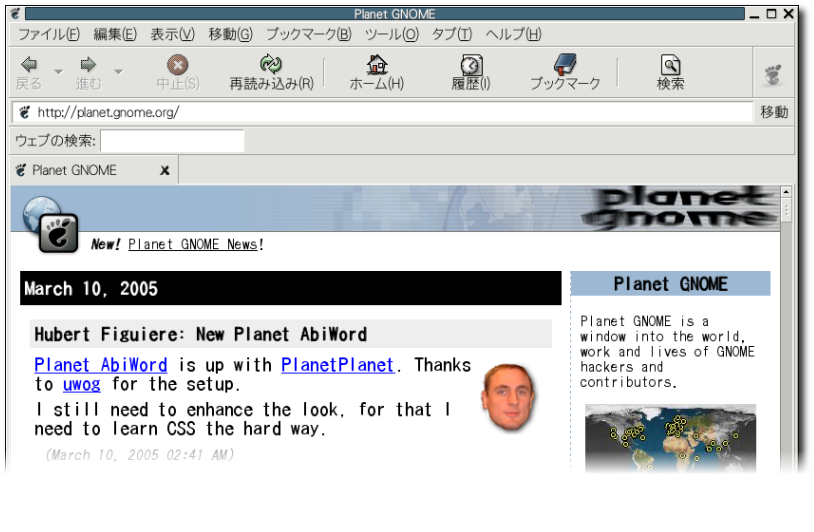 Planet GNOME
ファイル(F) 編集(E) 表示(V) 移動(G) ブックマーク(B) ツール(O) タブ(T) ヘルプ(H)
戻る 進む 中止(S) 再読み込み(R) ホーム(H) 履歴(I) ブックマーク 検索
http://planet.gnome.org/ 移動
ウェブの検索:
Planet GNOME
planet
gnome
New! Planet GNOME News!
March 10, 2005
Hubert Figuiere: New Planet AbiWord
Planet AbiWord is up with PlanetPlanet. Thanks
to uwog for the setup.
I still need to enhance the look, for that I
need to learn CSS the hard way.
(March 10, 2005 02:41 AM)
Planet GNOME
Planet GNOME is a
window into the world,
work and lives of GNOME
hackers and
contributors.